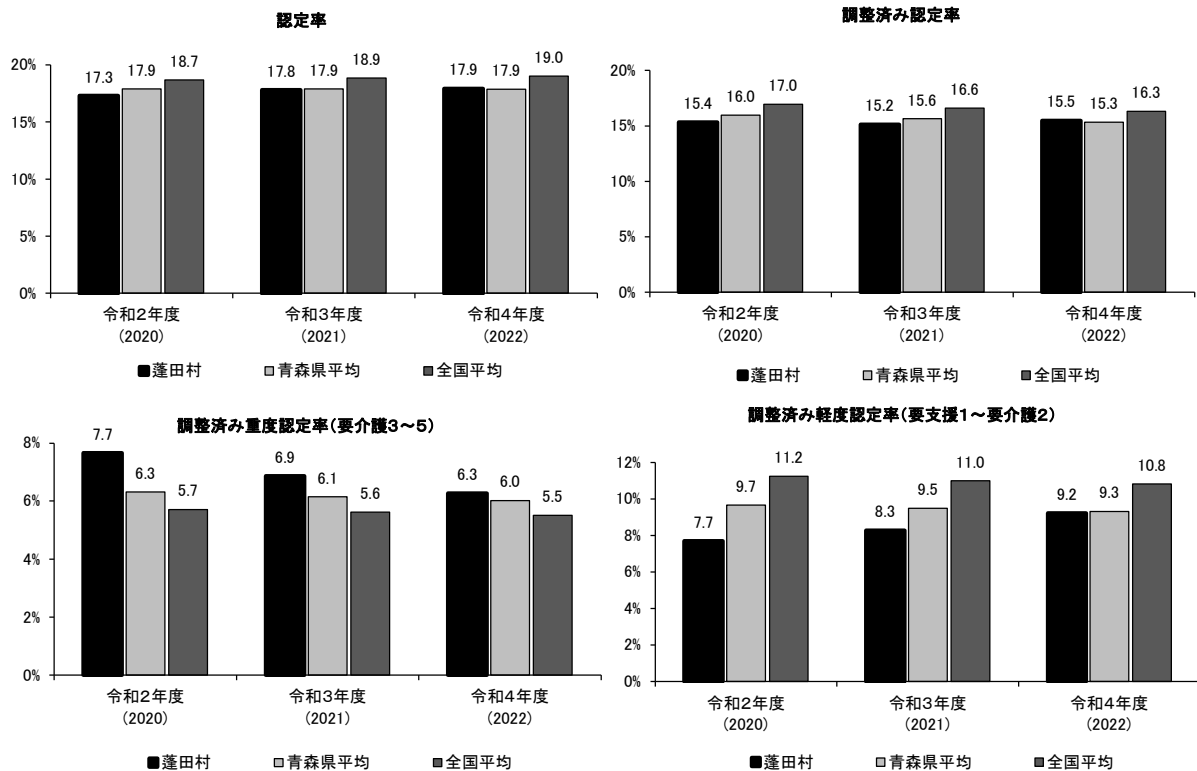 認定率
20%
15%
10%
5%
0%
17.3 17.9 18.7
17.8 17.9 18.9
17.9 17.9 19.0
令和2年度 令和3年度 令和4年度
(2020) (2021) (2022)
■蓬田村 □青森県平均 ■全国平均
調整済み認定率
20%
15%
10%
5%
0%
15.4 16.0 17.0
15.2 15.6 16.6
15.5 15.3 16.3
令和2年度 令和3年度 令和4年度
(2020) (2021) (2022)
■蓬田村 □青森県平均 ■全国平均
調整済み重度認定率(要介護3～5)
8%
6%
4%
2%
0%
7.7 6.3 5.7
6.9 6.1 5.6
6.3 6.0 5.5
令和2年度 令和3年度 令和4年度
(2020) (2021) (2022)
■蓬田村 □青森県平均 ■全国平均
調整済み軽度認定率(要支援1～要介護2)
12%
10%
8%
6%
4%
2%
0%
7.7 9.7 11.2
8.3 9.5 11.0
9.2 9.3 10.8
令和2年度 令和3年度 令和4年度
(2020) (2021) (2022)
■蓬田村 □青森県平均 ■全国平均